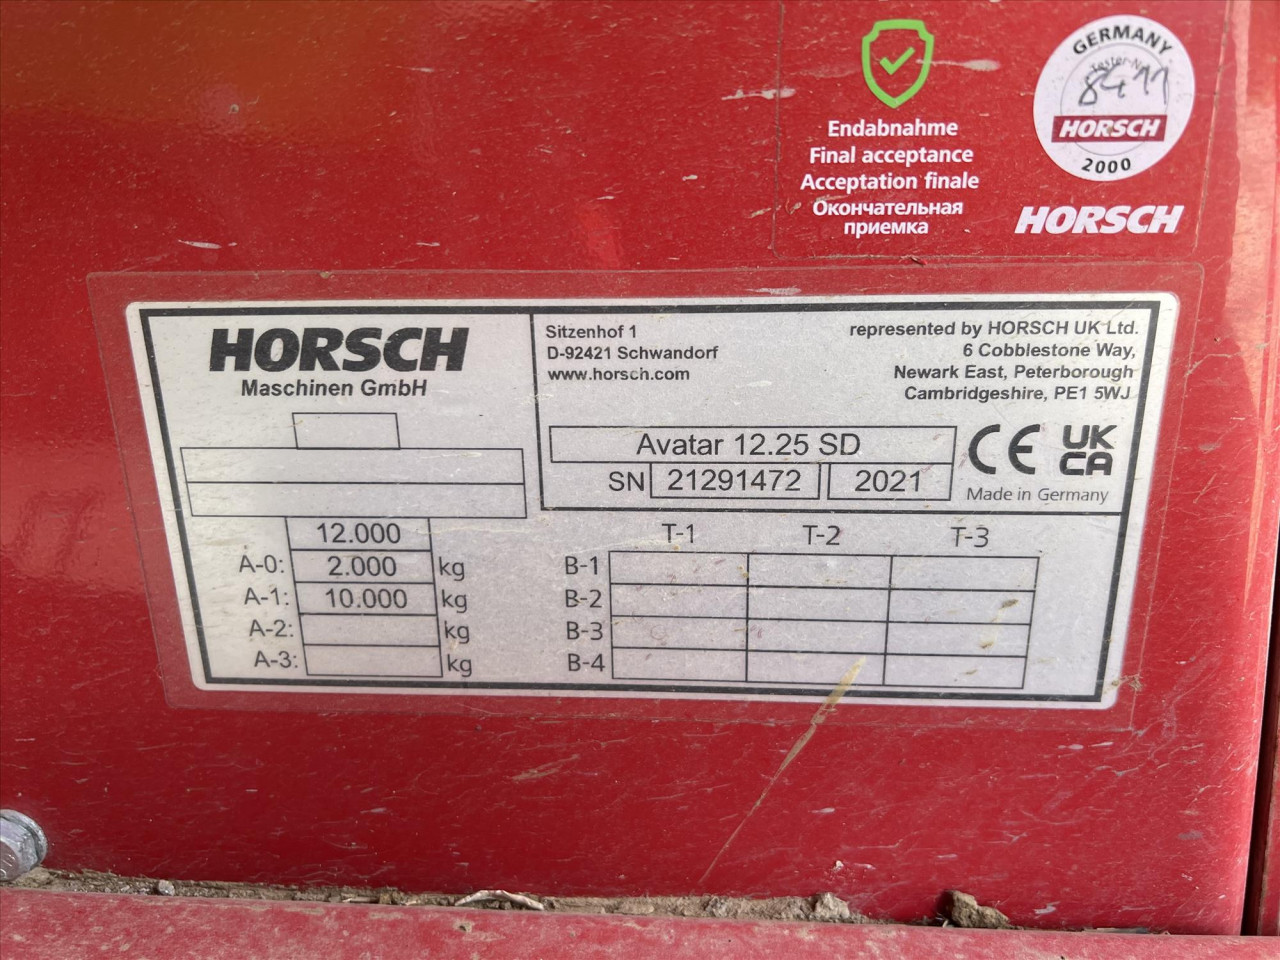 Endabnahme
Final acceptance
Acceptation finale
Окончательная
приемка
GERMANY
Tester-Nr.
8411
HORSCH
2000
HORSCH
HORSCH
Maschinen GmbH
Sitzenhof 1
D-92421 Schwandorf
www.horsch.com
represented by HORSCH UK Ltd.
6 Cobblestone Way,
Newark East, Peterborough
Cambridgeshire, PE1 5WJ
Avatar 12.25 SD
SN 21291472 2021
CE UK CA
Made in Germany
12.000
A-0: 2.000 kg
A-1: 10.000 kg
A-2: kg
A-3: kg
T-1 T-2 T-3
B-1
B-2
B-3
B-4